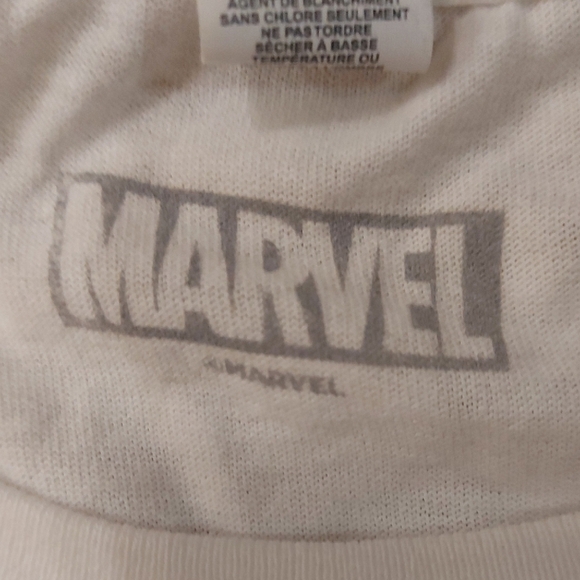 AGENT DE BLANCHIMENT
SANS CHLORE SEULEMENT
NE PAS TORDRE
SÉCHER À BASSE
TEMPÉRATURE OU
MARVEL
©MARVEL